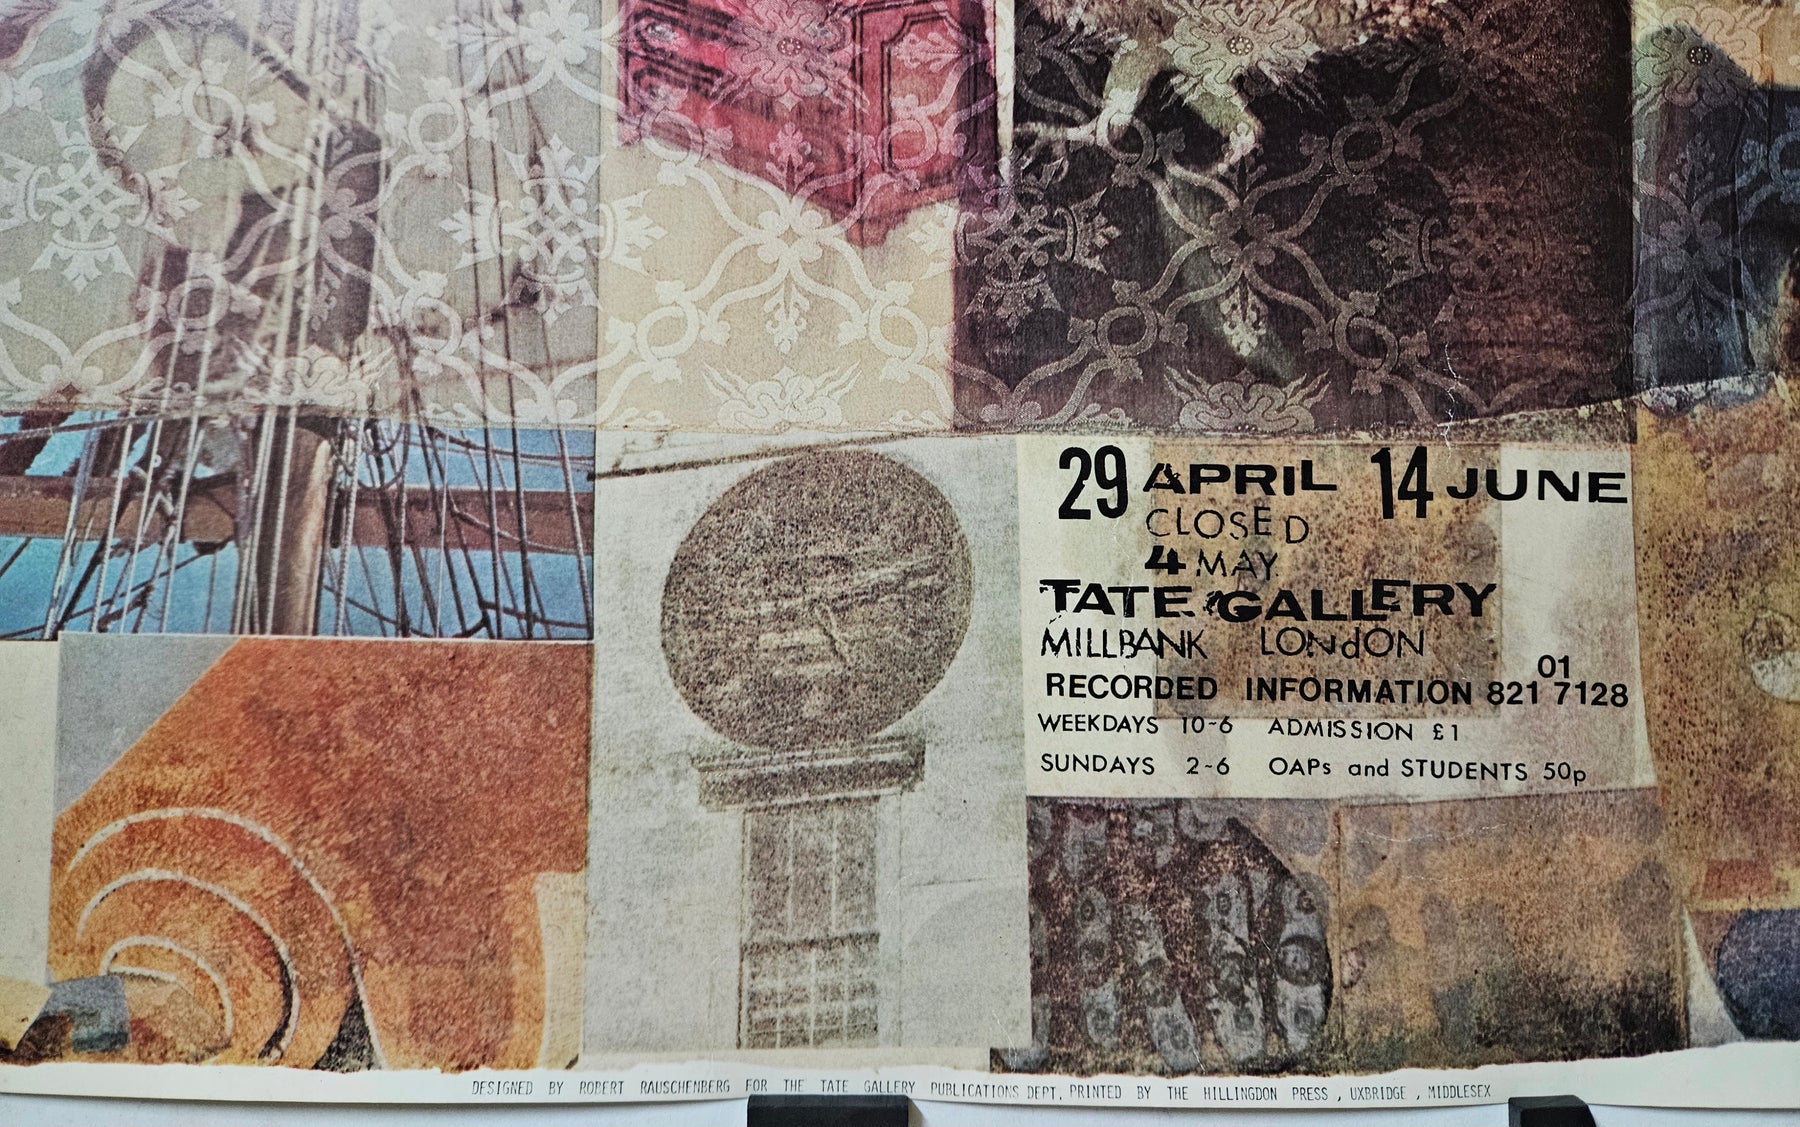 29 APRIL 14 JUNE
CLOSED
4 MAY
TATE GALLERY
MILLBANK LONdON
01
RECORDED INFORMATION 821 7128
WEEKDAYS 10-6 ADMISSION £1
SUNDAYS 2-6 OAPs and STUDENTS 50p
DESIGNED BY ROBERT RAUSCHENBERG FOR THE TATE GALLERY PUBLICATIONS DEPT, PRINTED BY THE HILLINGDON PRESS, UXBRIDGE, MIDDLESEX